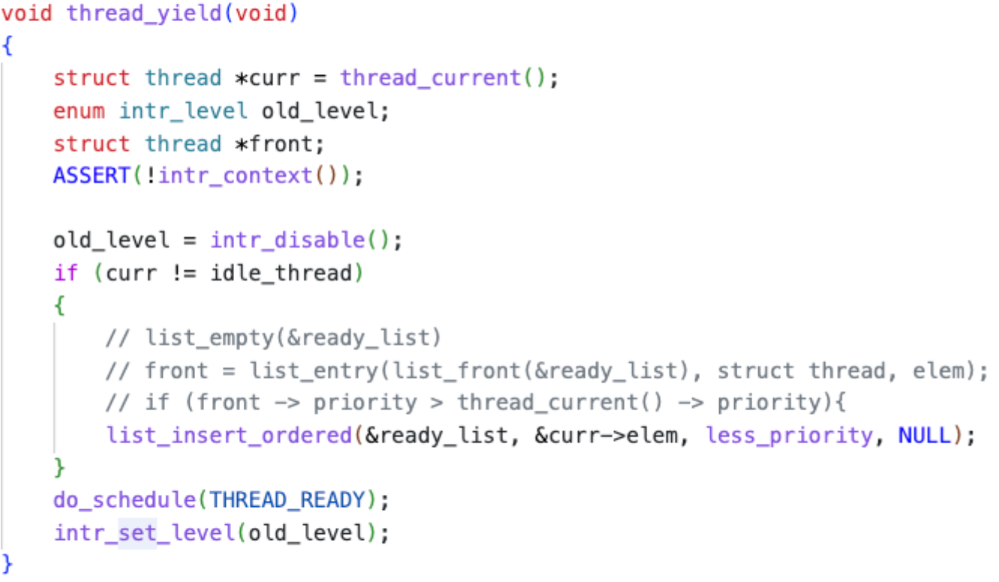 void thread_yield(void)
{
    struct thread *curr = thread_current();
    enum intr_level old_level;
    struct thread *front;
    ASSERT(!intr_context());

    old_level = intr_disable();
    if (curr != idle_thread)
    {
        // list_empty(&ready_list)
        // front = list_entry(list_front(&ready_list), struct thread, elem);
        // if (front -> priority > thread_current() -> priority){
        list_insert_ordered(&ready_list, &curr->elem, less_priority, NULL);
    }
    do_schedule(THREAD_READY);
    intr_set_level(old_level);
}